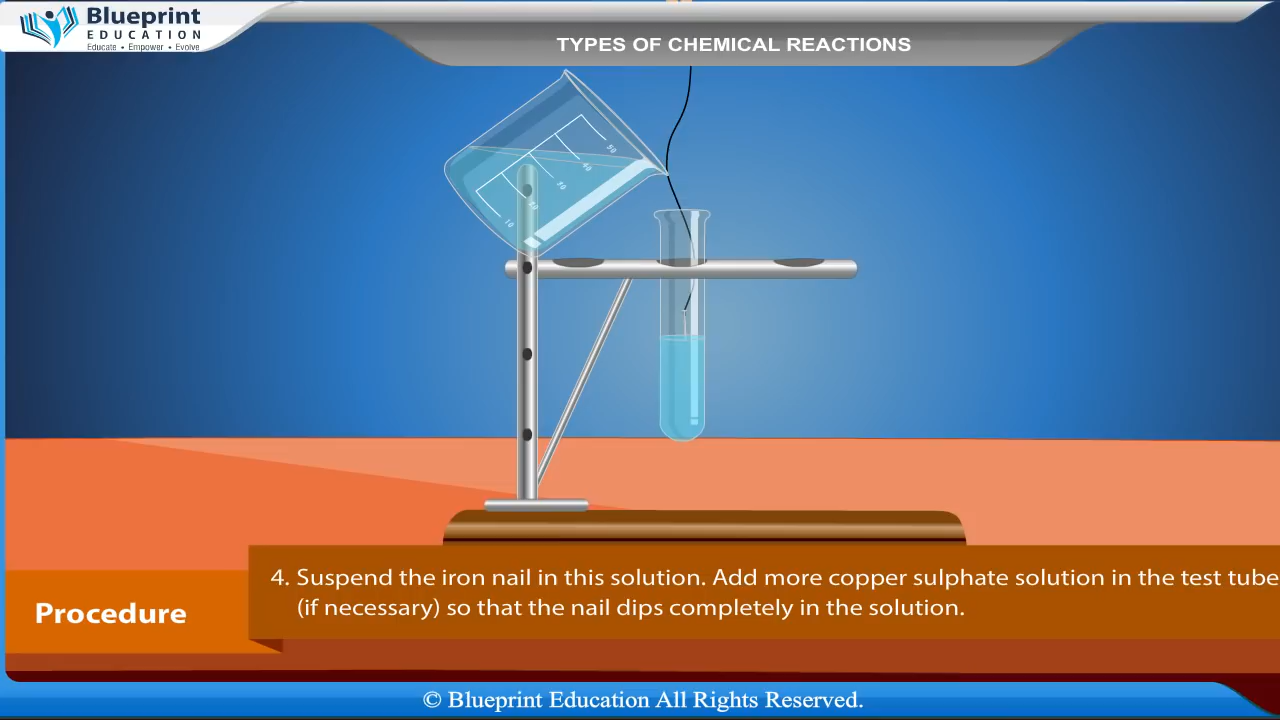 Blueprint
EDUCATION
Educate • Empower • Evolve
TYPES OF CHEMICAL REACTIONS
50
40
30
20
10
4. Suspend the iron nail in this solution. Add more copper sulphate solution in the test tube
(if necessary) so that the nail dips completely in the solution.
Procedure
© Blueprint Education All Rights Reserved.